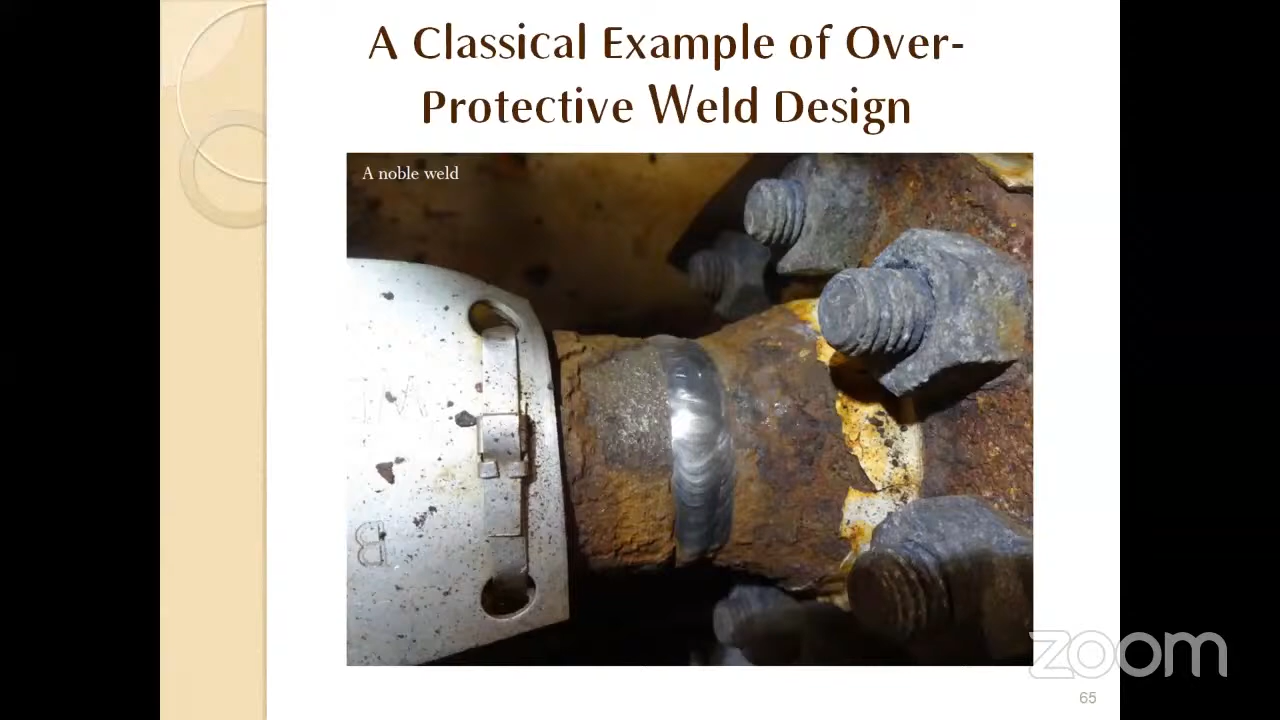 A Classical Example of Over-
Protective Weld Design
A noble weld
B
zoom
65